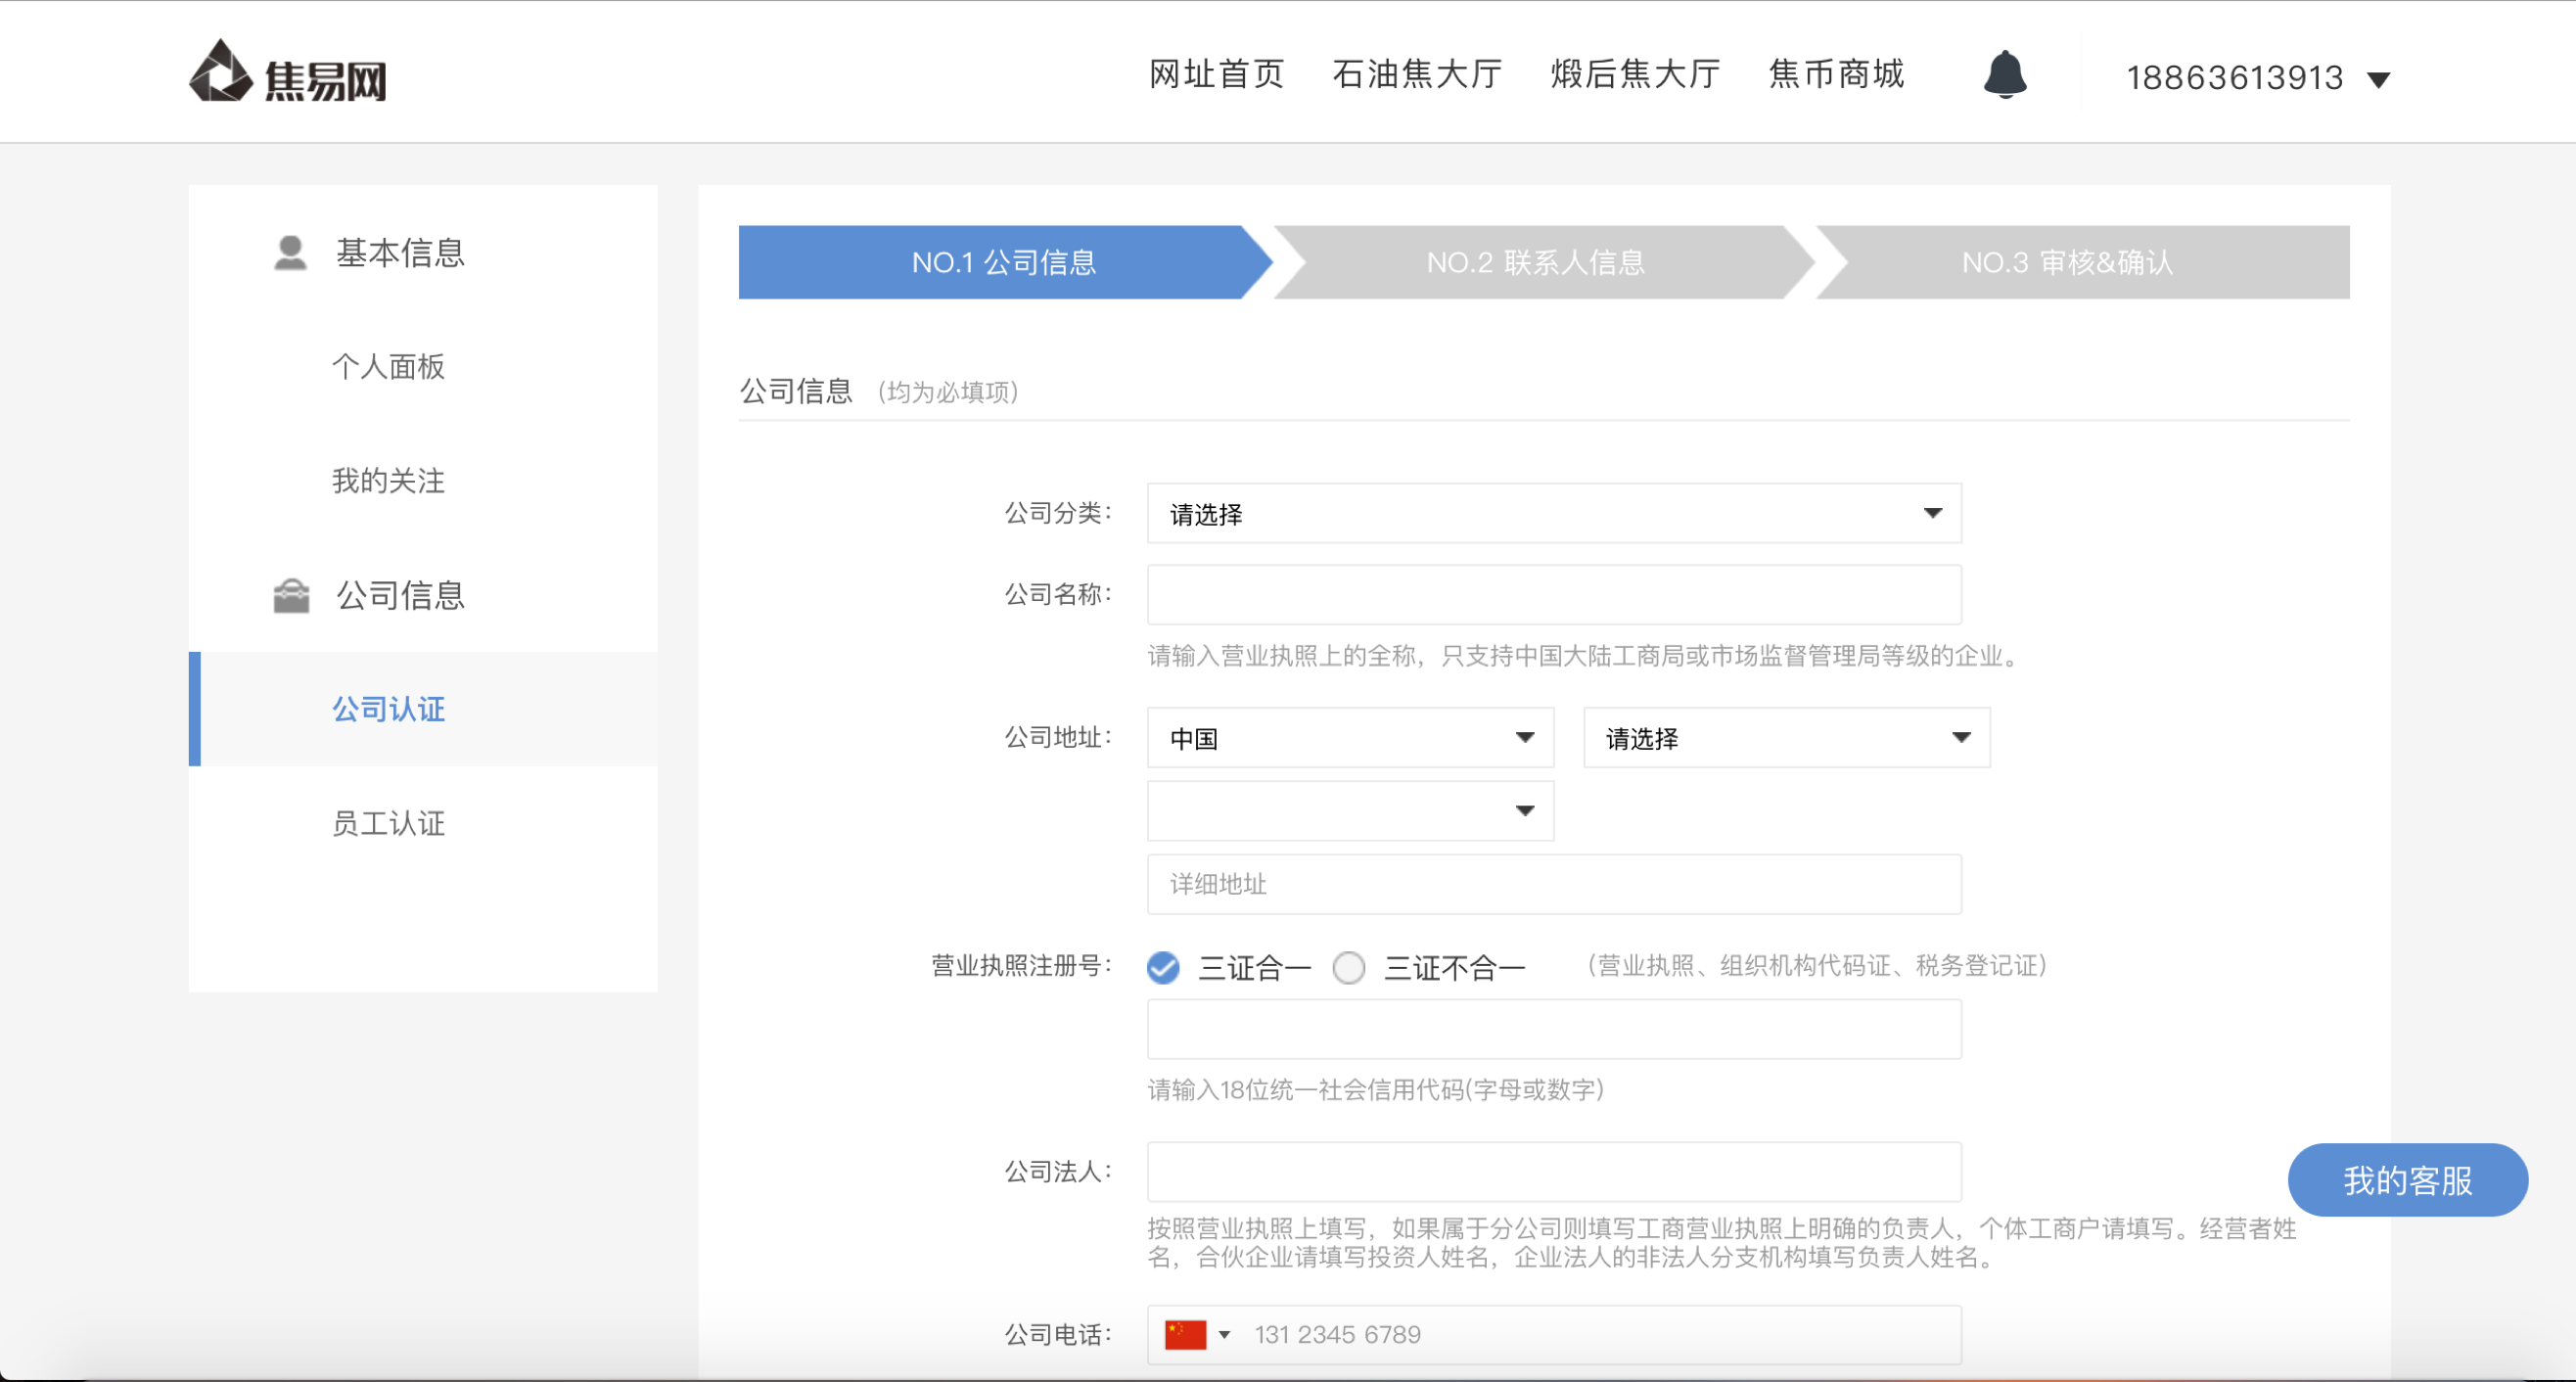 焦易网
网址首页 石油焦大厅 煅后焦大厅 焦币商城 18863613913
基本信息
个人面板
我的关注
公司信息
公司认证
员工认证
NO.1 公司信息 NO.2 联系人信息 NO.3 审核&确认
公司信息 (均为必填项)
公司分类: 请选择
公司名称:
请输入营业执照上的全称，只支持中国大陆工商局或市场监督管理局等级的企业。
公司地址: 中国 请选择
详细地址
营业执照注册号: 三证合一 三证不合一 (营业执照、组织机构代码证、税务登记证)
请输入18位统一社会信用代码(字母或数字)
公司法人:
按照营业执照上填写，如果属于分公司则填写工商营业执照上明确的负责人，个体工商户请填写。经营者姓
名，合伙企业请填写投资人姓名，企业法人的非法人分支机构填写负责人姓名。
我的客服
公司电话: 131 2345 6789